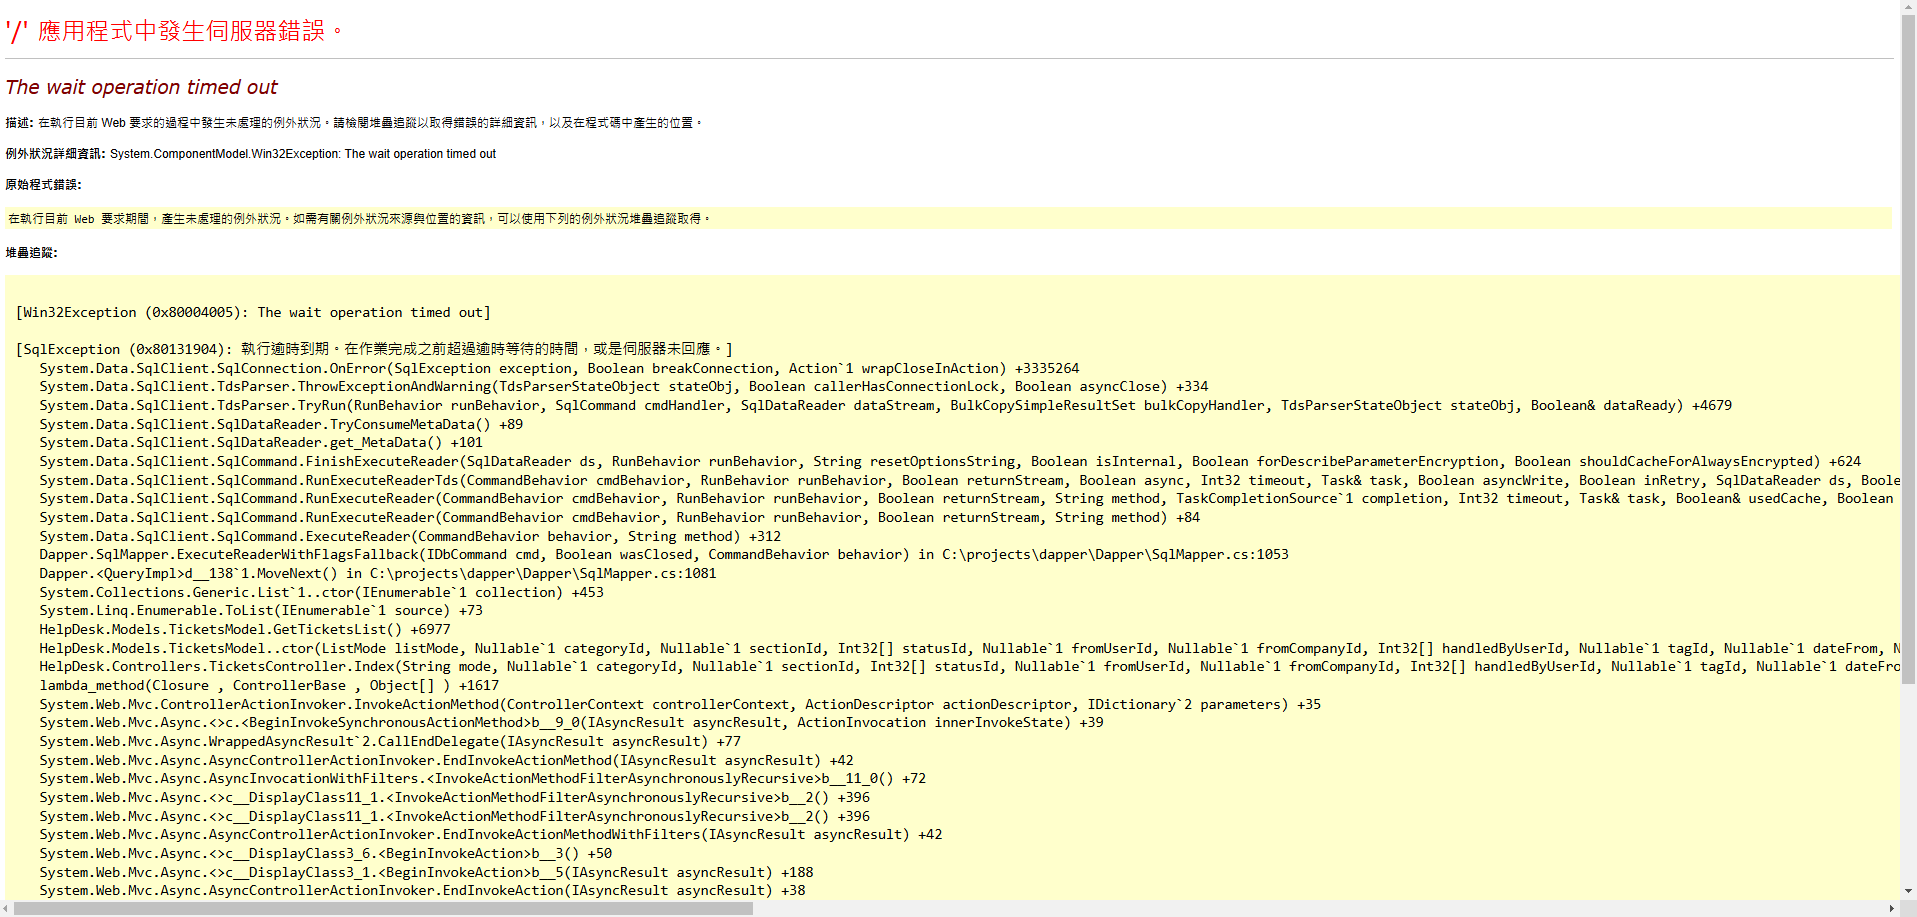 '/' 應用程式中發生伺服器錯誤。
The wait operation timed out
描述: 在執行目前 Web 要求的過程中發生未處理的例外狀況。請檢閱堆疊追蹤以取得錯誤的詳細資訊，以及在程式碼中產生的位置。
例外狀況詳細資訊: System.ComponentModel.Win32Exception: The wait operation timed out
原始程式錯誤:
在執行目前 Web 要求期間，產生未處理的例外狀況。如需有關例外狀況來源與位置的資訊，可以使用下列的例外狀況堆疊追蹤取得。
堆疊追蹤:
[Win32Exception (0x80004005): The wait operation timed out]
[SqlException (0x80131904): 執行逾時到期。在作業完成之前超過逾時等待的時間，或是伺服器未回應。]
System.Data.SqlClient.SqlConnection.OnError(SqlException exception, Boolean breakConnection, Action`1 wrapCloseInAction) +3335264
System.Data.SqlClient.TdsParser.ThrowExceptionAndWarning(TdsParserStateObject stateObj, Boolean callerHasConnectionLock, Boolean asyncClose) +334
System.Data.SqlClient.TdsParser.TryRun(RunBehavior runBehavior, SqlCommand cmdHandler, SqlDataReader dataStream, BulkCopySimpleResultSet bulkCopyHandler, TdsParserStateObject stateObj, Boolean& dataReady) +4679
System.Data.SqlClient.SqlDataReader.TryConsumeMetaData() +89
System.Data.SqlClient.SqlDataReader.get_MetaData() +101
System.Data.SqlClient.SqlCommand.FinishExecuteReader(SqlDataReader ds, RunBehavior runBehavior, String resetOptionsString, Boolean isInternal, Boolean forDescribeParameterEncryption, Boolean shouldCacheForAlwaysEncrypted) +624
System.Data.SqlClient.SqlCommand.RunExecuteReaderTds(CommandBehavior cmdBehavior, RunBehavior runBehavior, Boolean returnStream, Boolean async, Int32 timeout, Task& task, Boolean asyncWrite, Boolean inRetry, SqlDataReader ds, Boole
System.Data.SqlClient.SqlCommand.RunExecuteReader(CommandBehavior cmdBehavior, RunBehavior runBehavior, Boolean returnStream, String method, TaskCompletionSource`1 completion, Int32 timeout, Task& task, Boolean& usedCache, Boolean
System.Data.SqlClient.SqlCommand.RunExecuteReader(CommandBehavior cmdBehavior, RunBehavior runBehavior, Boolean returnStream, String method) +84
System.Data.SqlClient.SqlCommand.ExecuteReader(CommandBehavior behavior, String method) +312
Dapper.SqlMapper.ExecuteReaderWithFlagsFallback(IDbCommand cmd, Boolean wasClosed, CommandBehavior behavior) in C:\projects\dapper\Dapper\SqlMapper.cs:1053
Dapper.<QueryImpl>d__138`1.MoveNext() in C:\projects\dapper\Dapper\SqlMapper.cs:1081
System.Collections.Generic.List`1..ctor(IEnumerable`1 collection) +453
System.Linq.Enumerable.ToList(IEnumerable`1 source) +73
HelpDesk.Models.TicketsModel.GetTicketsList() +6977
HelpDesk.Models.TicketsModel..ctor(ListMode listMode, Nullable`1 categoryId, Nullable`1 sectionId, Int32[] statusId, Nullable`1 fromUserId, Nullable`1 fromCompanyId, Int32[] handledByUserId, Nullable`1 tagId, Nullable`1 dateFrom, N
HelpDesk.Controllers.TicketsController.Index(String mode, Nullable`1 categoryId, Nullable`1 sectionId, Int32[] statusId, Nullable`1 fromUserId, Nullable`1 fromCompanyId, Int32[] handledByUserId, Nullable`1 tagId, Nullable`1 dateFro
lambda_method(Closure , ControllerBase , Object[] ) +1617
System.Web.Mvc.ControllerActionInvoker.InvokeActionMethod(ControllerContext controllerContext, ActionDescriptor actionDescriptor, IDictionary`2 parameters) +35
System.Web.Mvc.Async.<>c.<BeginInvokeSynchronousActionMethod>b__9_0(IAsyncResult asyncResult, ActionInvocation innerInvokeState) +39
System.Web.Mvc.Async.WrappedAsyncResult`2.CallEndDelegate(IAsyncResult asyncResult) +77
System.Web.Mvc.Async.AsyncControllerActionInvoker.EndInvokeActionMethod(IAsyncResult asyncResult) +42
System.Web.Mvc.Async.AsyncInvocationWithFilters.<InvokeActionMethodFilterAsynchronouslyRecursive>b__11_0() +72
System.Web.Mvc.Async.<>c__DisplayClass11_1.<InvokeActionMethodFilterAsynchronouslyRecursive>b__2() +396
System.Web.Mvc.Async.<>c__DisplayClass11_1.<InvokeActionMethodFilterAsynchronouslyRecursive>b__2() +396
System.Web.Mvc.Async.AsyncControllerActionInvoker.EndInvokeActionMethodWithFilters(IAsyncResult asyncResult) +42
System.Web.Mvc.Async.<>c__DisplayClass3_6.<BeginInvokeAction>b__3() +50
System.Web.Mvc.Async.<>c__DisplayClass3_1.<BeginInvokeAction>b__5(IAsyncResult asyncResult) +188
System.Web.Mvc.Async.AsyncControllerActionInvoker.EndInvokeAction(IAsyncResult asyncResult) +38